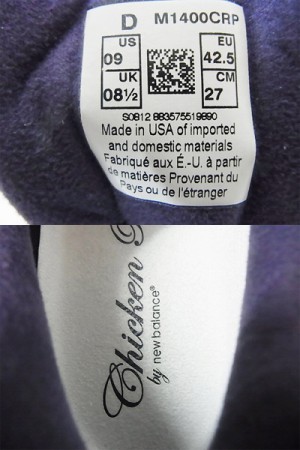 D M1400CRP
US EU
09 42.5
UK CM
08½ 27
S0812 883575519890
Made in USA of imported
and domestic materials
Fabriqué aux É.-U. à partir
de matières Provenant du
Pays ou de l'étranger
Chicken
by new balance®